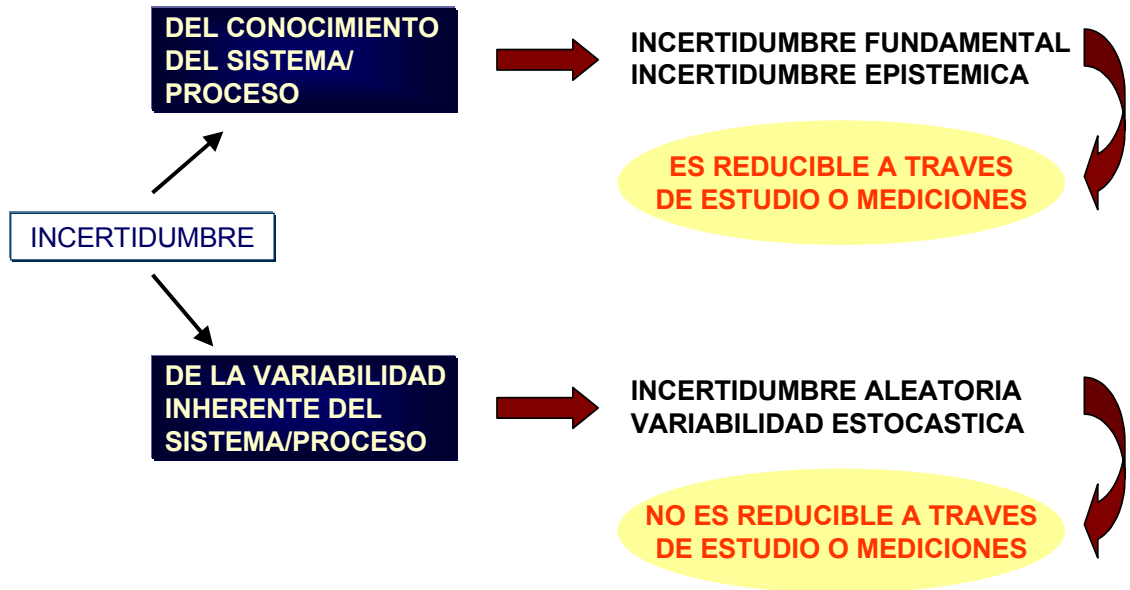 DEL CONOCIMIENTO
DEL SISTEMA/
PROCESO
INCERTIDUMBRE FUNDAMENTAL
INCERTIDUMBRE EPISTEMICA
ES REDUCIBLE A TRAVES
DE ESTUDIO O MEDICIONES
INCERTIDUMBRE
DE LA VARIABILIDAD
INHERENTE DEL
SISTEMA/PROCESO
INCERTIDUMBRE ALEATORIA
VARIABILIDAD ESTOCASTICA
NO ES REDUCIBLE A TRAVES
DE ESTUDIO O MEDICIONES